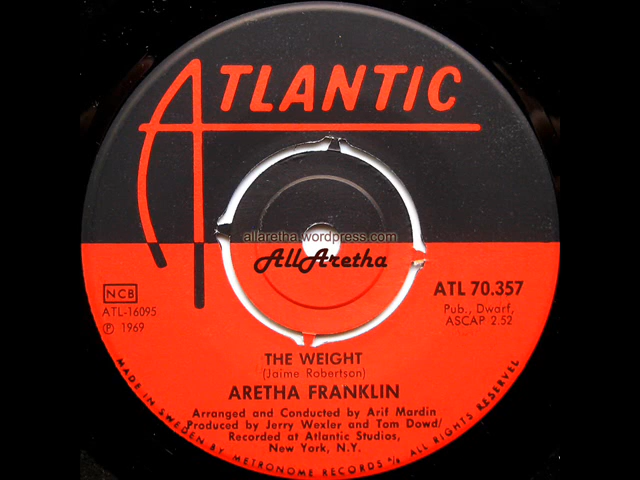 ATLANTIC
allaretha.wordpress.com
AllAretha
NCB
ATL-16095
℗ 1969
ATL 70.357
Pub., Dwarf,
ASCAP 2.52
THE WEIGHT
(Jaime Robertson)
ARETHA FRANKLIN
Arranged and Conducted by Arif Mardin
Produced by Jerry Wexler and Tom Dowd/
Recorded at Atlantic Studios,
New York, N.Y.
MADE IN SWEDEN BY METRONOME RECORDS A/B ALL RIGHTS RESERVEL